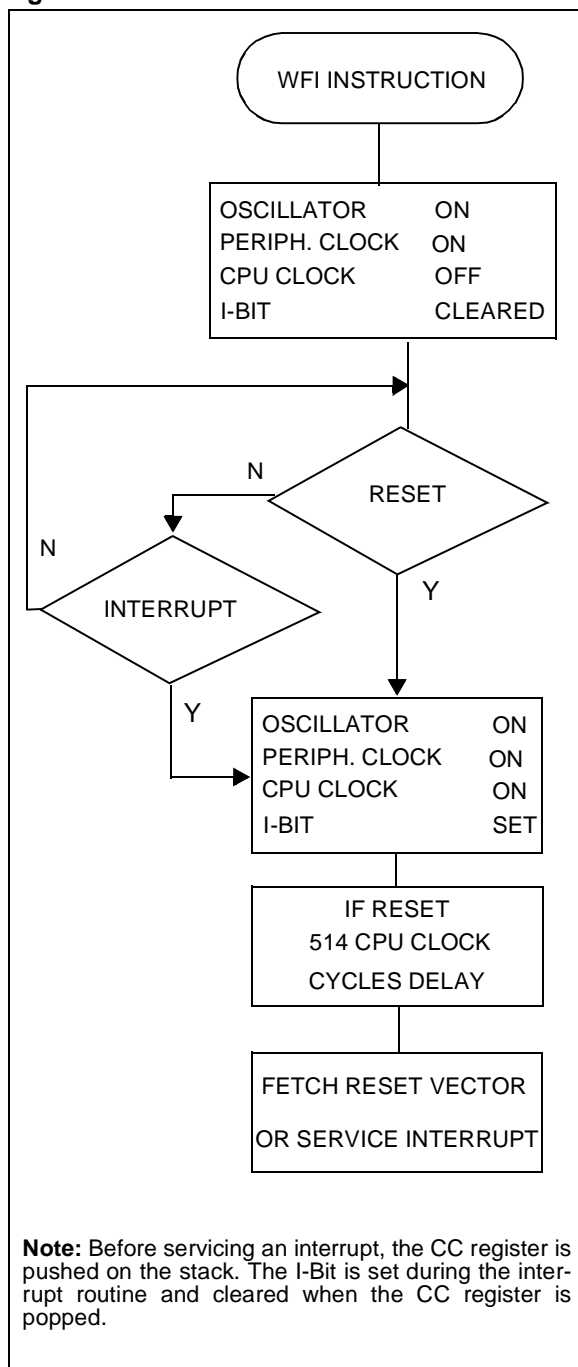 WFI INSTRUCTION
OSCILLATOR ON
PERIPH. CLOCK ON
CPU CLOCK OFF
I-BIT CLEARED
N
RESET
N
INTERRUPT
Y
Y
OSCILLATOR ON
PERIPH. CLOCK ON
CPU CLOCK ON
I-BIT SET
IF RESET
514 CPU CLOCK
CYCLES DELAY
FETCH RESET VECTOR
OR SERVICE INTERRUPT
Note: Before servicing an interrupt, the CC register is
pushed on the stack. The I-Bit is set during the inter-
rupt routine and cleared when the CC register is
popped.